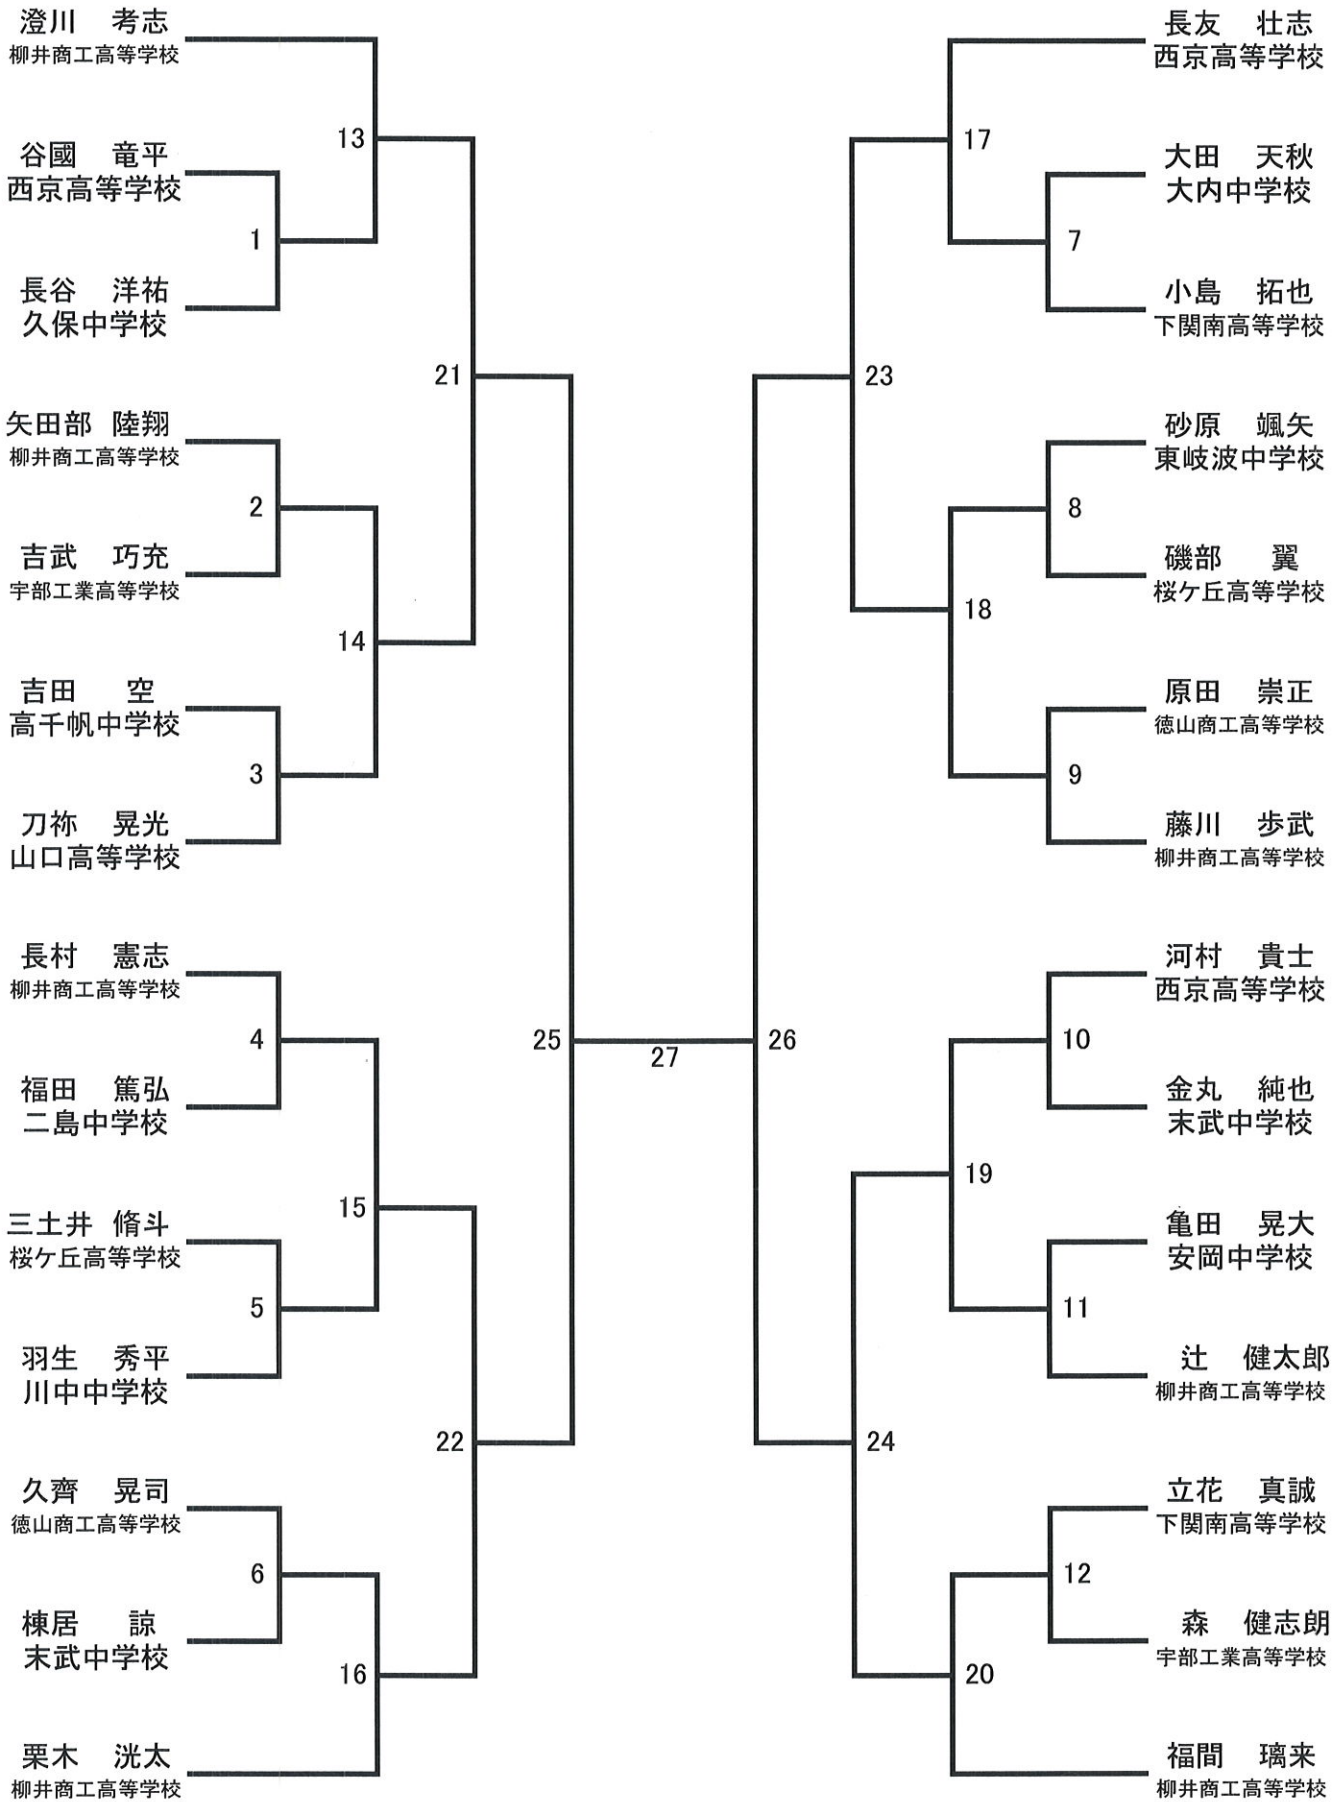 澄川　考志
柳井商工高等学校
13
谷國　竜平
西京高等学校
1
長谷　洋祐
久保中学校
21
矢田部　陸翔
柳井商工高等学校
2
吉武　巧充
宇部工業高等学校
14
吉田　空
高千帆中学校
3
刀祢　晃光
山口高等学校
長村　憲志
柳井商工高等学校
4
福田　篤弘
二島中学校
15
三土井　脩斗
桜ケ丘高等学校
5
羽生　秀平
川中中学校
22
久齊　晃司
徳山商工高等学校
6
棟居　諒
末武中学校
16
栗木　洸太
柳井商工高等学校
25
27
26
長友　壮志
西京高等学校
17
大田　天秋
大内中学校
7
小島　拓也
下関南高等学校
23
砂原　颯矢
東岐波中学校
8
磯部　翼
桜ケ丘高等学校
18
原田　崇正
徳山商工高等学校
9
藤川　歩武
柳井商工高等学校
河村　貴士
西京高等学校
10
金丸　純也
末武中学校
19
亀田　晃大
安岡中学校
11
辻　健太郎
柳井商工高等学校
24
立花　真誠
下関南高等学校
12
森　健志朗
宇部工業高等学校
20
福間　璃来
柳井商工高等学校